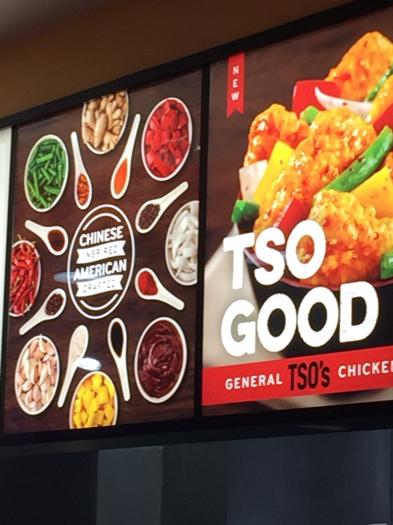 CHINESE
INSPIRED
AMERICAN
CRAFTED
NEW
TSO
GOOD
GENERAL TSO's CHICKEN